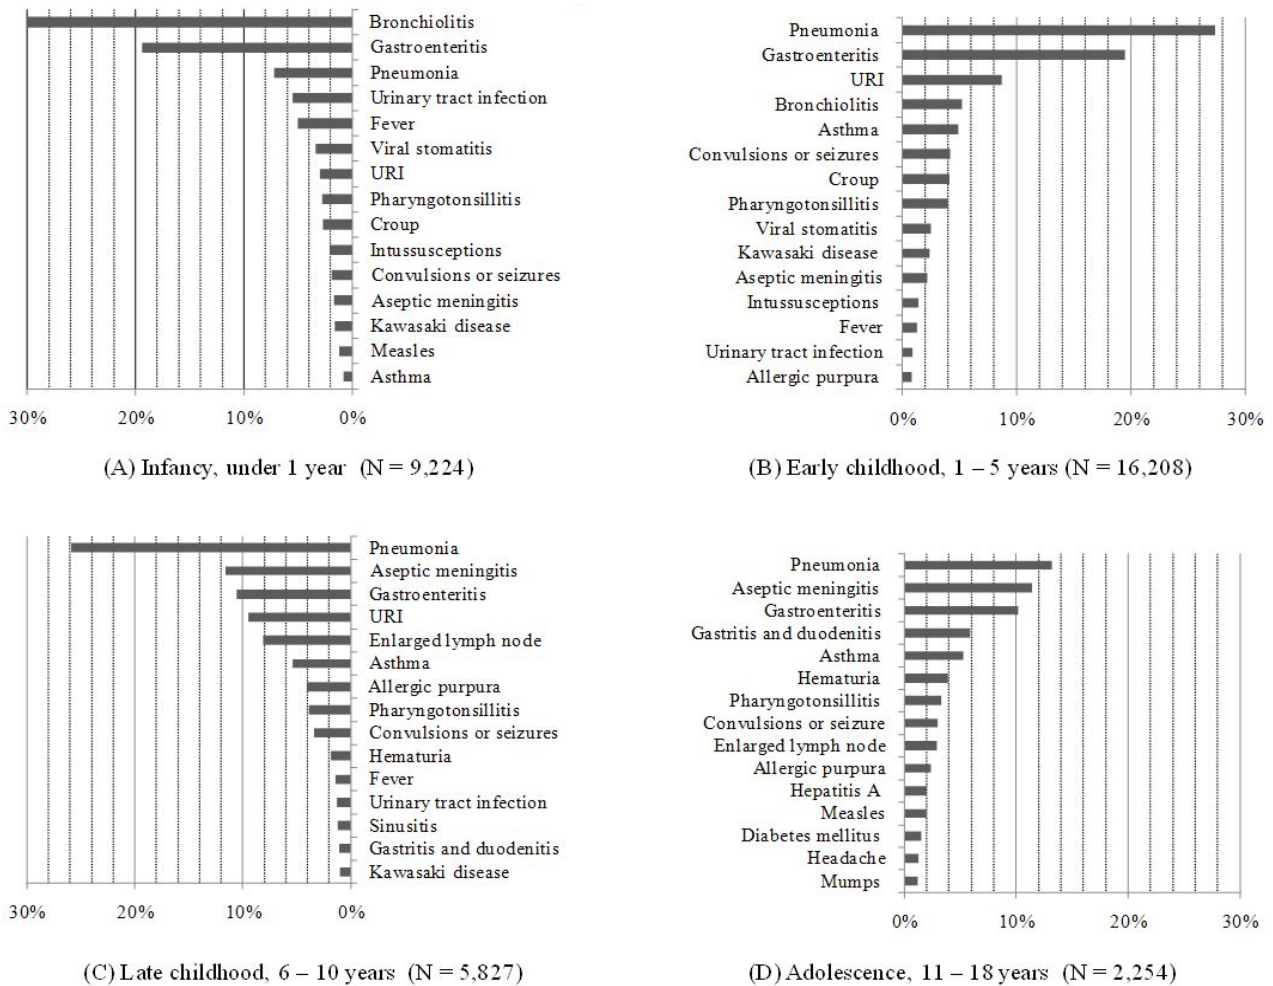 Bronchiolitis
Gastroenteritis
Pneumonia
Urinary tract infection
Fever
Viral stomatitis
URI
Pharyngotonsillitis
Croup
Intussusceptions
Convulsions or seizures
Aseptic meningitis
Kawasaki disease
Measles
Asthma
30% 20% 10% 0%
(A) Infancy, under 1 year (N = 9,224)
Pneumonia
Gastroenteritis
URI
Bronchiolitis
Asthma
Convulsions or seizures
Croup
Pharyngotonsillitis
Viral stomatitis
Kawasaki disease
Aseptic meningitis
Intussusceptions
Fever
Urinary tract infection
Allergic purpura
0% 10% 20% 30%
(B) Early childhood, 1 – 5 years (N = 16,208)
Pneumonia
Aseptic meningitis
Gastroenteritis
URI
Enlarged lymph node
Asthma
Allergic purpura
Pharyngotonsillitis
Convulsions or seizures
Hematuria
Fever
Urinary tract infection
Sinusitis
Gastritis and duodenitis
Kawasaki disease
30% 20% 10% 0%
(C) Late childhood, 6 – 10 years (N = 5,827)
Pneumonia
Aseptic meningitis
Gastroenteritis
Gastritis and duodenitis
Asthma
Hematuria
Pharyngotonsillitis
Convulsions or seizure
Enlarged lymph node
Allergic purpura
Hepatitis A
Measles
Diabetes mellitus
Headache
Mumps
0% 10% 20% 30%
(D) Adolescence, 11 – 18 years (N = 2,254)